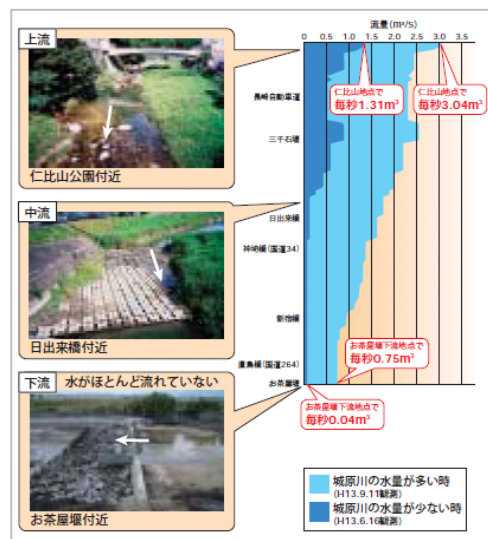 上流
仁比山公園付近
中流
日出来橋付近
下流 水がほとんど流れていない
お茶屋堰付近
流量(m³/s)
0 0.5 1.0 1.5 2.0 2.5 3.0 3.5
仁比山地点で
毎秒1.31m³
仁比山地点で
毎秒3.04m³
長崎自動車道
三千石堰
日出来橋
神埼橋(国道34)
新宿橋
直鳥橋(国道264)
お茶屋堰
お茶屋堰下流地点で
毎秒0.75m³
お茶屋堰下流地点で
毎秒0.04m³
城原川の水量が多い時
(H13.9.11観測)
城原川の水量が少ない時
(H13.6.16観測)